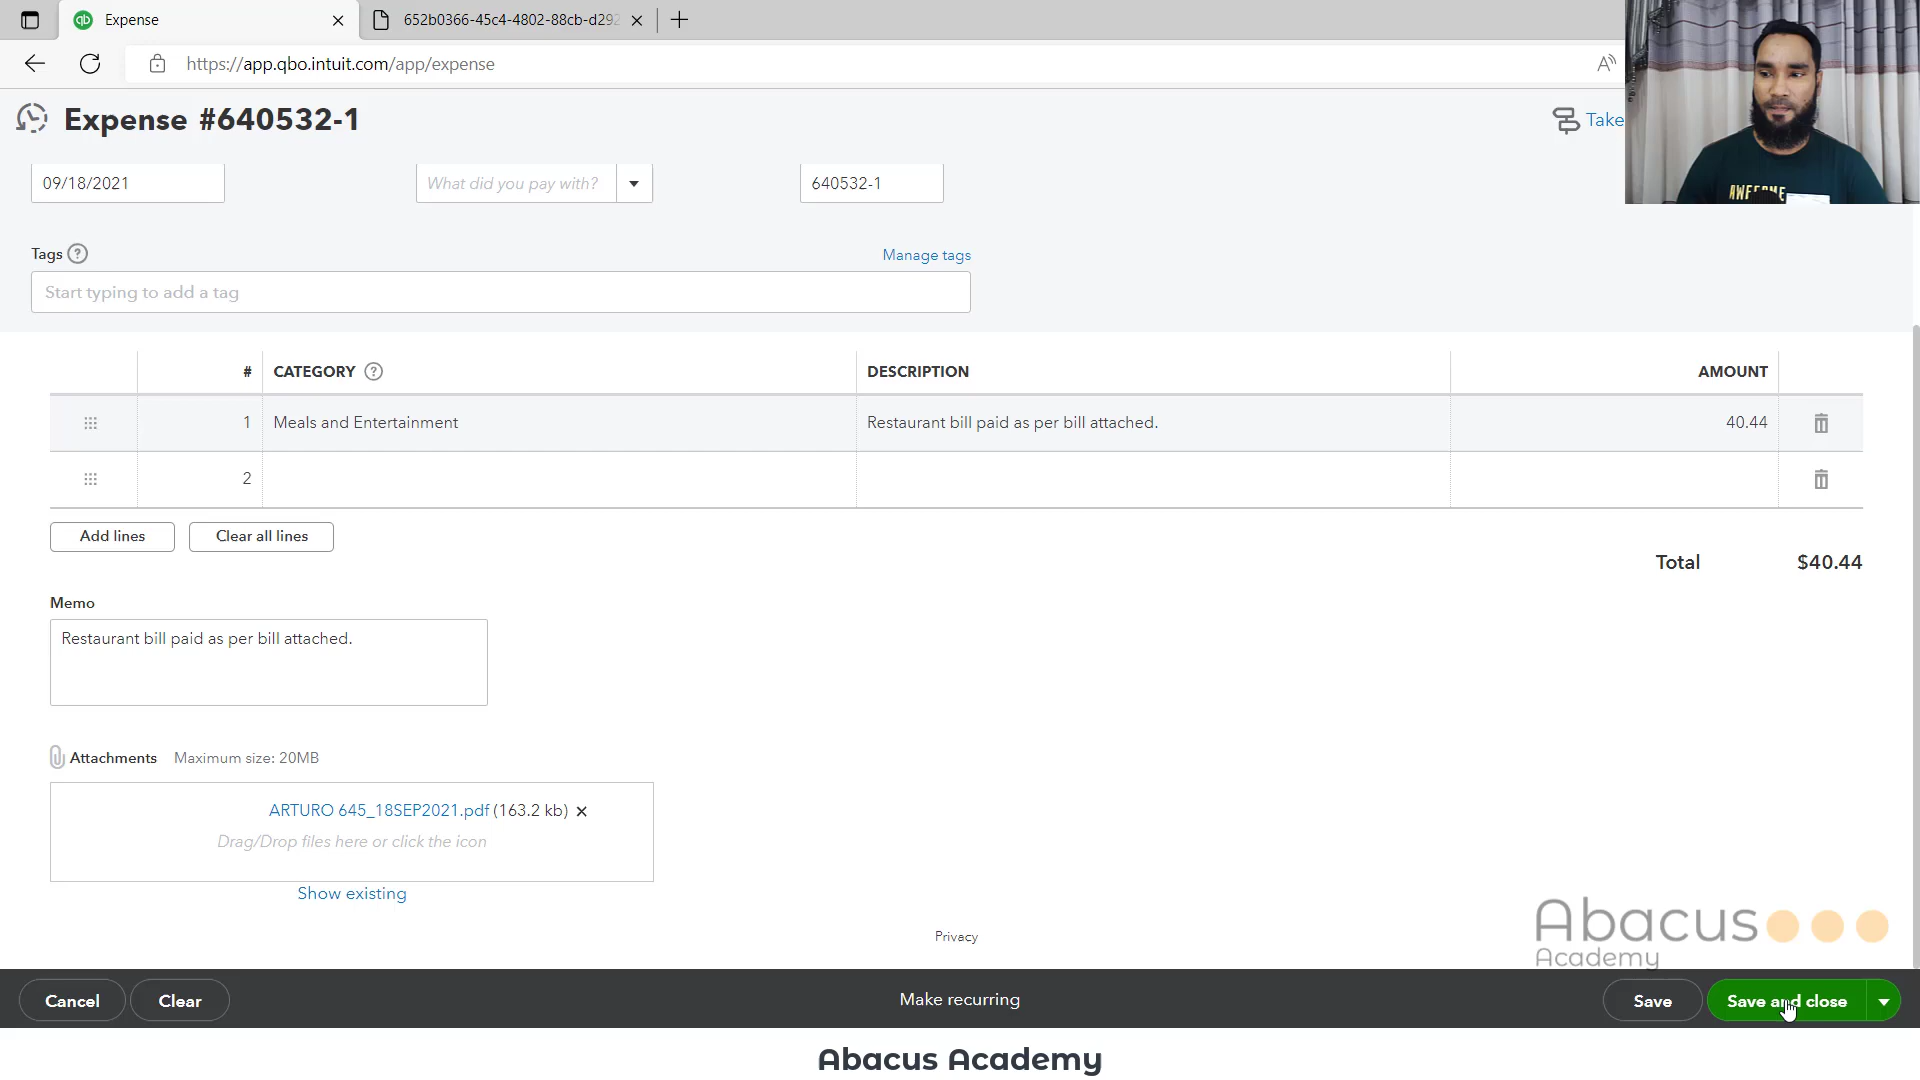 Expense
652b0366-45c4-4802-88cb-d292
https://app.qbo.intuit.com/app/expense
Expense #640532-1
Take
AWESOME
09/18/2021
What did you pay with?
640532-1
Tags ?
Manage tags
Start typing to add a tag
# CATEGORY ? DESCRIPTION AMOUNT
1 Meals and Entertainment Restaurant bill paid as per bill attached. 40.44
2
Add lines
Clear all lines
Total $40.44
Memo
Restaurant bill paid as per bill attached.
Attachments Maximum size: 20MB
ARTURO 645_18SEP2021.pdf (163.2 kb)
Drag/Drop files here or click the icon
Show existing
Privacy
Abacus
Academy
Cancel
Clear
Make recurring
Save
Save and close
Abacus Academy